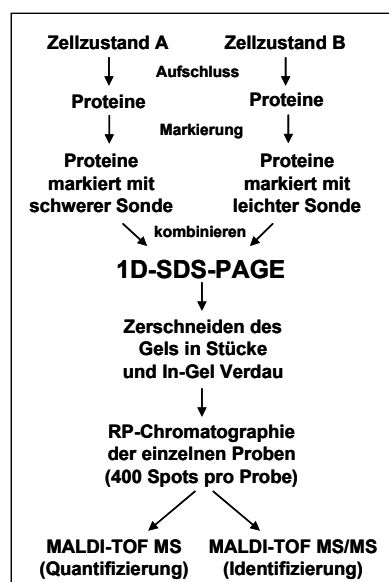 Zellzustand A Zellzustand B
Aufschluss
Proteine Proteine
Markierung
Proteine markiert mit schwerer Sonde
Proteine markiert mit leichter Sonde
kombinieren
1D-SDS-PAGE
Zerschneiden des
Gels in Stücke
und In-Gel Verdau
RP-Chromatographie
der einzelnen Proben
(400 Spots pro Probe)
MALDI-TOF MS
(Quantifizierung)
MALDI-TOF MS/MS
(Identifizierung)